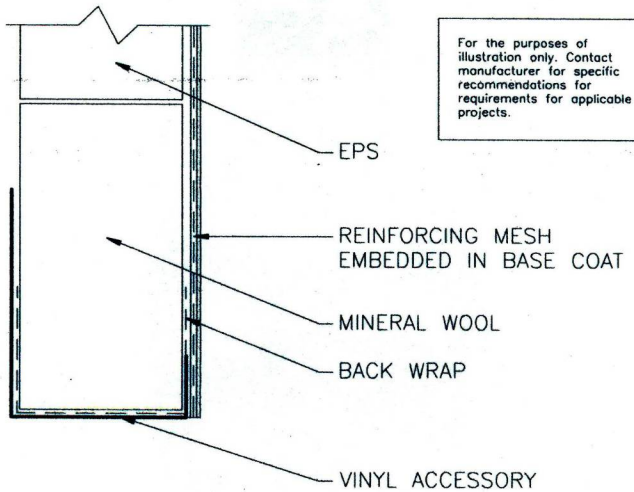 For the purposes of
illustration only. Contact
manufacturer for specific
recommendations for
requirements for applicable
projects.
EPS
REINFORCING MESH
EMBEDDED IN BASE COAT
MINERAL WOOL
BACK WRAP
VINYL ACCESSORY